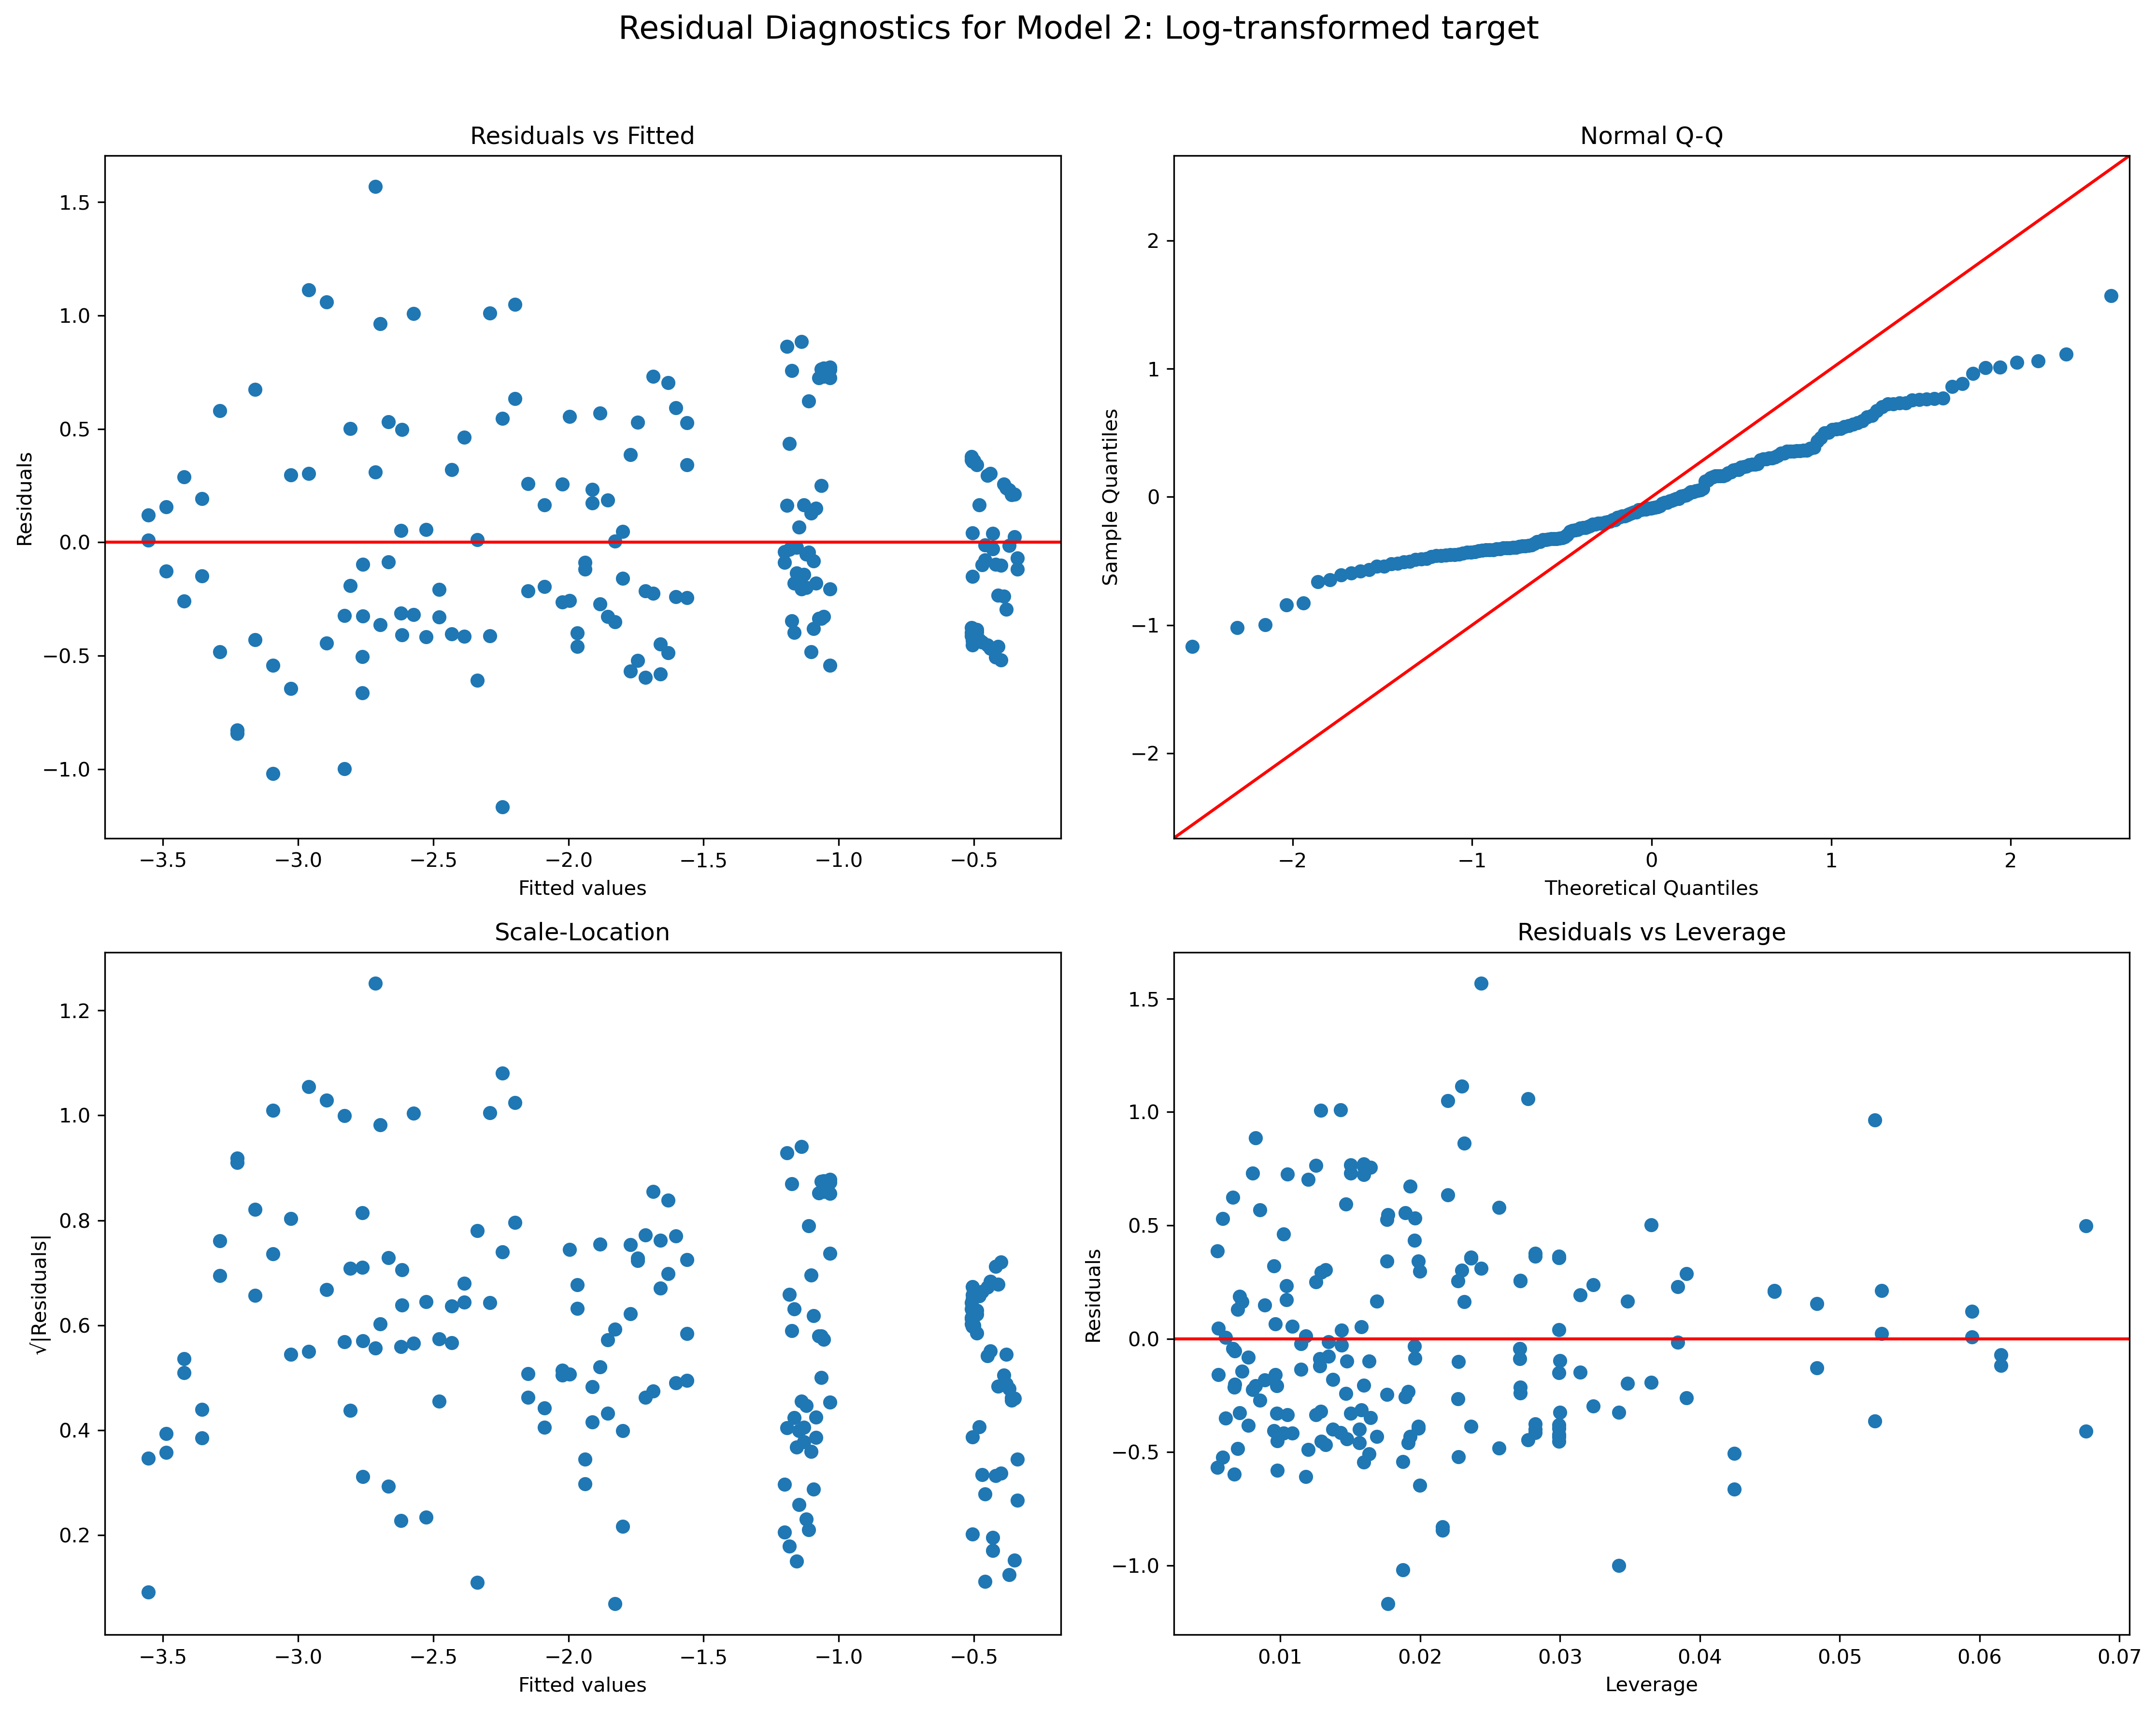 Residual Diagnostics for Model 2: Log-transformed target
Residuals vs Fitted
Residuals
1.5
1.0
0.5
0.0
−0.5
−1.0
−3.5 −3.0 −2.5 −2.0 −1.5 −1.0 −0.5
Fitted values
Normal Q-Q
Sample Quantiles
2
1
0
−1
−2
−2 −1 0 1 2
Theoretical Quantiles
Scale-Location
√|Residuals|
1.2
1.0
0.8
0.6
0.4
0.2
−3.5 −3.0 −2.5 −2.0 −1.5 −1.0 −0.5
Fitted values
Residuals vs Leverage
Residuals
1.5
1.0
0.5
0.0
−0.5
−1.0
0.01 0.02 0.03 0.04 0.05 0.06 0.07
Leverage